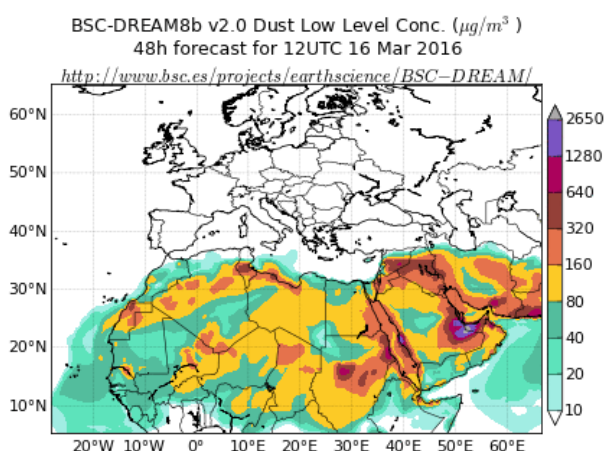 BSC-DREAM8b v2.0 Dust Low Level Conc. (μg/m³ )
48h forecast for 12UTC 16 Mar 2016
http://www.bsc.es/projects/earthscience/BSC−DREAM/
60°N
50°N
40°N
30°N
20°N
10°N
20°W 10°W 0° 10°E 20°E 30°E 40°E 50°E 60°E
2650
1280
640
320
160
80
40
20
10